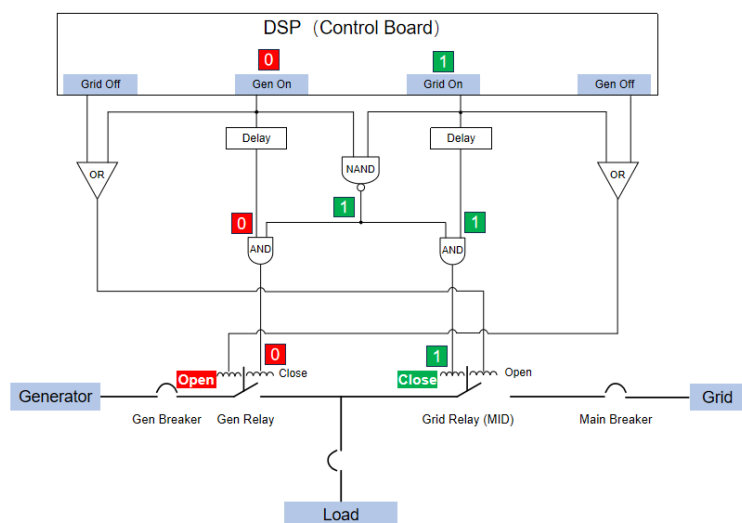 DSP（Control Board）
0
1
Grid Off
Gen On
Grid On
Gen Off
Delay
Delay
NAND
OR
OR
1
0
1
AND
AND
0
1
Open
Close
Close
Open
Generator
Gen Breaker
Gen Relay
Grid Relay (MID)
Main Breaker
Grid
Load